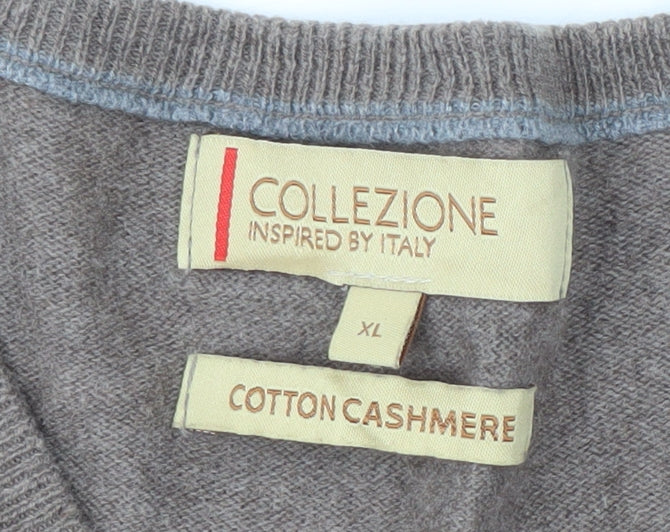 COLLEZIONE
INSPIRED BY ITALY
XL
COTTON CASHMERE